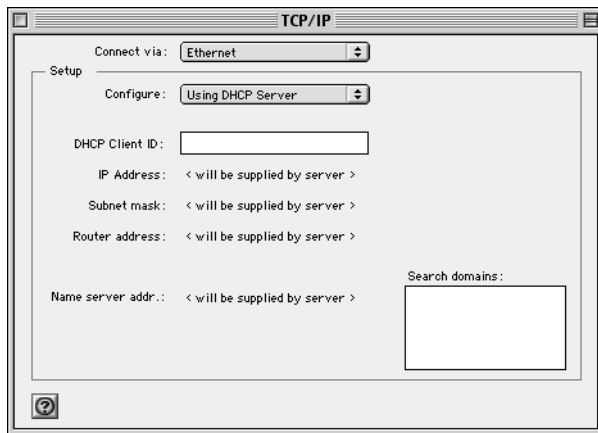 TCP/IP
Connect via: Ethernet
Setup
Configure: Using DHCP Server
DHCP Client ID:
IP Address: < will be supplied by server >
Subnet mask: < will be supplied by server >
Router address: < will be supplied by server >
Search domains:
Name server addr.: < will be supplied by server >
?